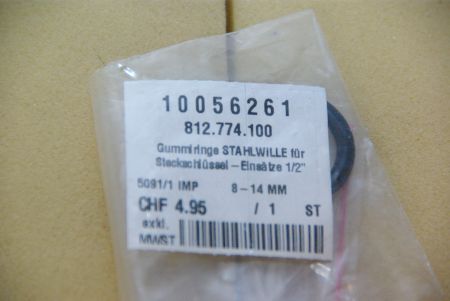 10056261
812.774.100
Gummiringe STAHLWILLE für
Steckschlüssel-Einsätze 1/2"
5091/1 IMP 8-14 MM
CHF 4.95 / 1 ST
exkl.
MWST